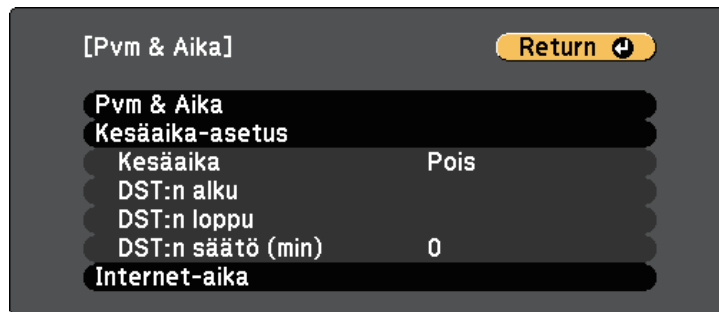 [Pvm & Aika]
Return
Pvm & Aika
Kesäaika-asetus
Kesäaika Pois
DST:n alku
DST:n loppu
DST:n säätö (min) 0
Internet-aika